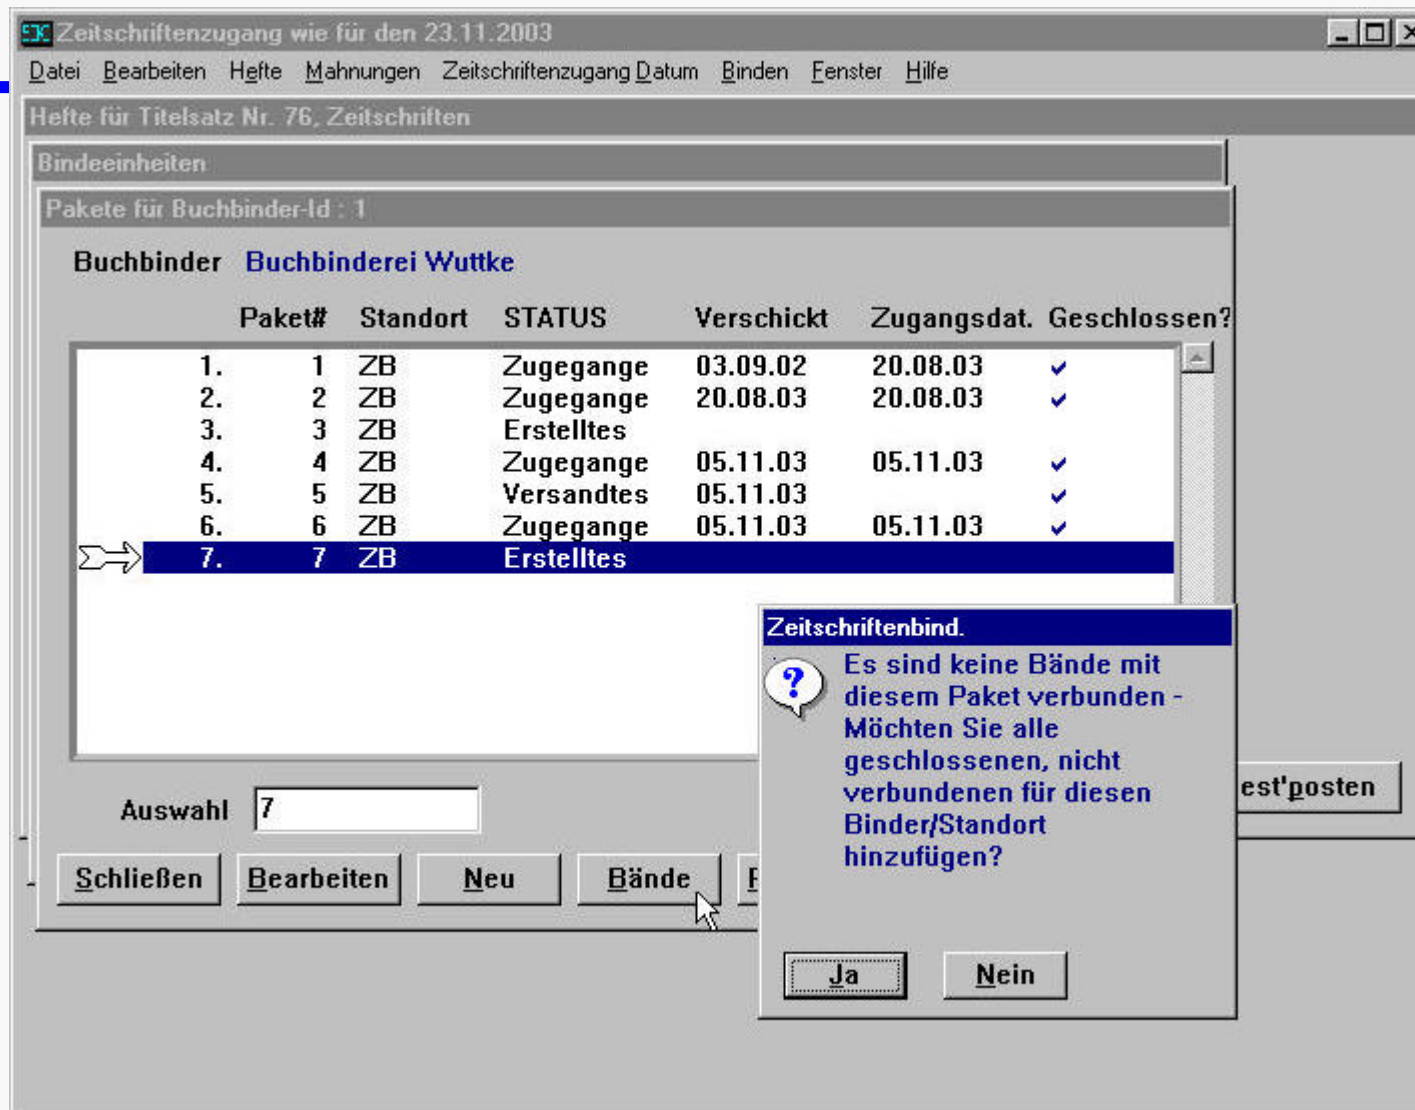 Zeitschriftenzugang wie für den 23.11.2003
Datei Bearbeiten Hefte Mahnungen Zeitschriftenzugang Datum Binden Fenster Hilfe
Hefte für Titelsatz Nr. 76, Zeitschriften
Bindeeinheiten
Pakete für Buchbinder-Id : 1
Buchbinder Buchbinderei Wuttke
Paket# Standort STATUS Verschickt Zugangsdat. Geschlossen?
1. 1 ZB Zugegange 03.09.02 20.08.03 ✓
2. 2 ZB Zugegange 20.08.03 20.08.03 ✓
3. 3 ZB Erstelltes
4. 4 ZB Zugegange 05.11.03 05.11.03 ✓
5. 5 ZB Versandtes 05.11.03 ✓
6. 6 ZB Zugegange 05.11.03 05.11.03 ✓
7. 7 ZB Erstelltes
Zeitschriftenbind.
Es sind keine Bände mit
diesem Paket verbunden -
Möchten Sie alle
geschlossenen, nicht
verbundenen für diesen
Binder/Standort
hinzufügen?
Ja Nein
est'posten
Auswahl 7
Schließen Bearbeiten Neu Bände